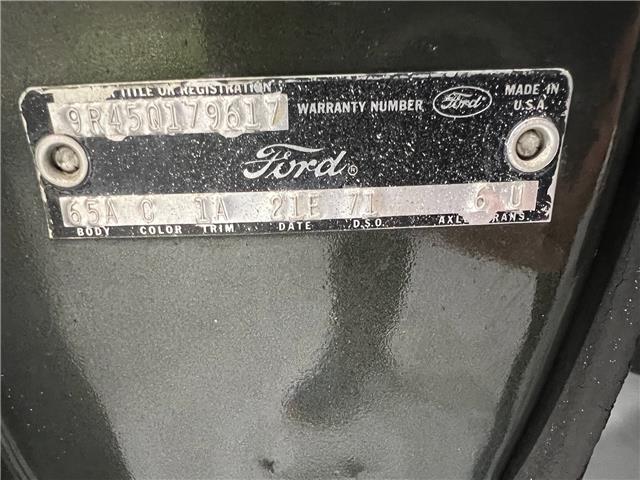 TITLE OR REGISTRATION
9R45Q179617 WARRANTY NUMBER Ford MADE IN U.S.A.
Ford®
65A C 1A 21E 71 6 U
BODY COLOR TRIM DATE D.S.O. AXLE TRANS.